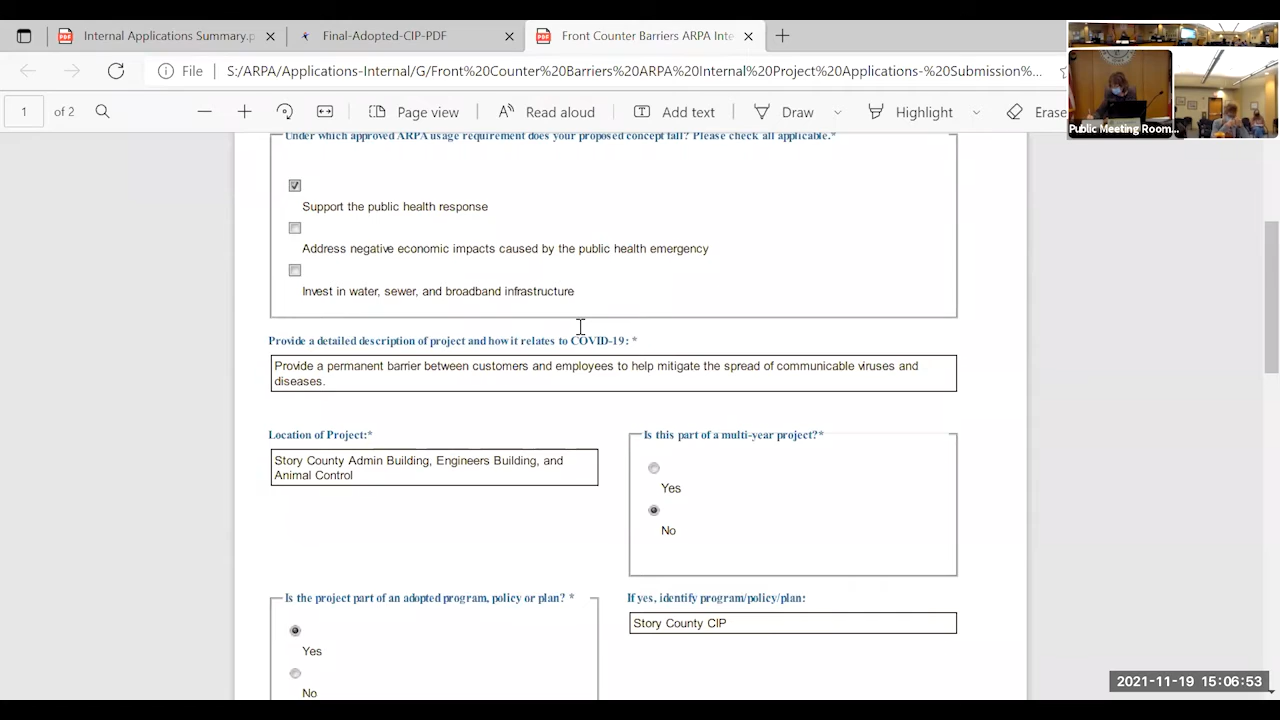 Internal Applications Summary.p
Final-Adopted-CIP-PDF
Front Counter Barriers ARPA Inte
File
S:/ARPA/Applications-Internal/G/Front%20Counter%20Barriers%20ARPA%20Internal%20Project%20Applications-%20Submission%...
1
of 2
Page view
Read aloud
Add text
Draw
Highlight
Erase
Public Meeting Room...
Under which approved ARPA usage requirement does your proposed concept fall? Please check all applicable.*
Support the public health response
Address negative economic impacts caused by the public health emergency
Invest in water, sewer, and broadband infrastructure
Provide a detailed description of project and how it relates to COVID-19: *
Provide a permanent barrier between customers and employees to help mitigate the spread of communicable viruses and
diseases.
Location of Project:*
Story County Admin Building, Engineers Building, and
Animal Control
Is this part of a multi-year project?*
Yes
No
Is the project part of an adopted program, policy or plan? *
Yes
No
If yes, identify program/policy/plan:
Story County CIP
2021-11-19 15:06:53